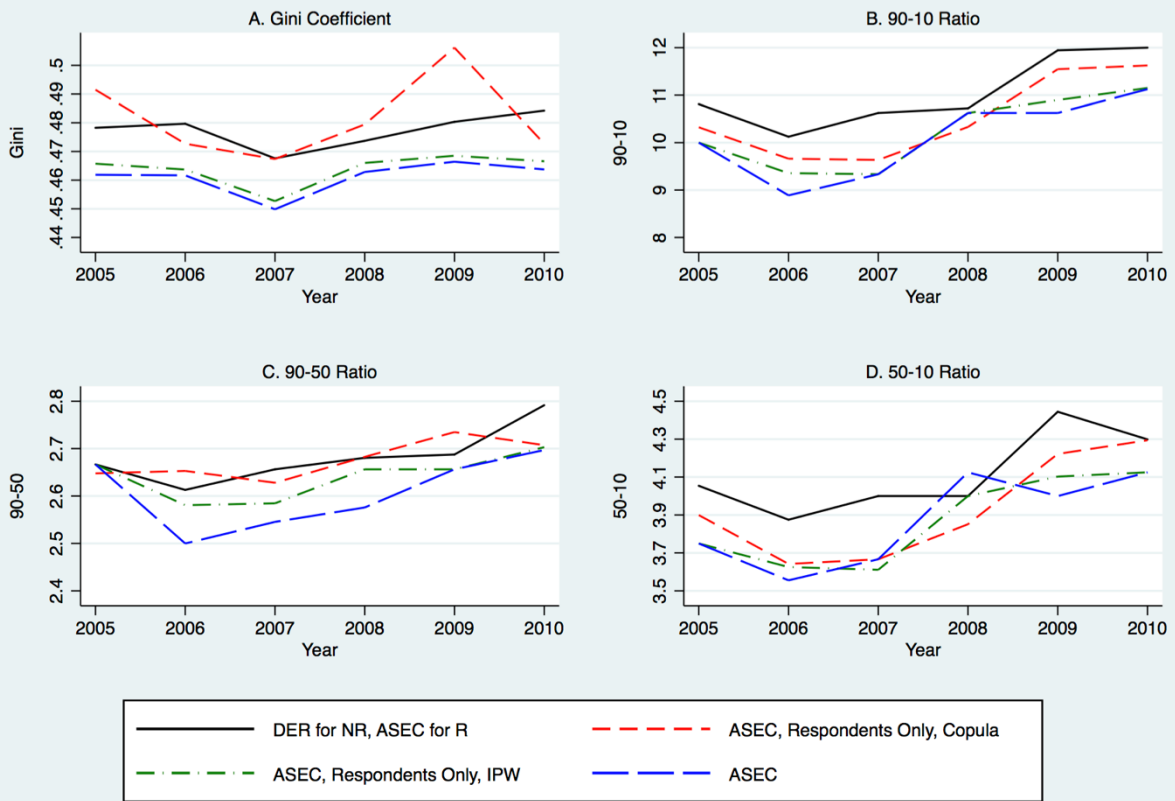 A. Gini Coefficient
Gini
.5
.49
.48
.47
.46
.45
.44
2005 2006 2007 2008 2009 2010
Year
B. 90-10 Ratio
90-10
12
11
10
9
8
2005 2006 2007 2008 2009 2010
Year
C. 90-50 Ratio
90-50
2.8
2.7
2.6
2.5
2.4
2005 2006 2007 2008 2009 2010
Year
D. 50-10 Ratio
50-10
4.5
4.3
4.1
3.9
3.7
3.5
2005 2006 2007 2008 2009 2010
Year
DER for NR, ASEC for R
ASEC, Respondents Only, Copula
ASEC, Respondents Only, IPW
ASEC